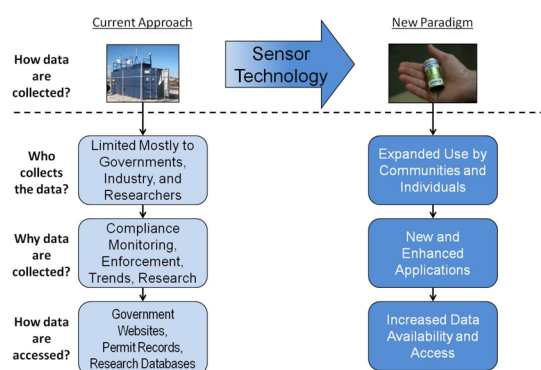 Current Approach
New Paradigm
How data
are
collected?
Sensor
Technology
Who
collects
the data?
Limited Mostly to
Governments,
Industry, and
Researchers
Expanded Use by
Communities and
Individuals
Why data
are
collected?
Compliance
Monitoring,
Enforcement,
Trends, Research
New and
Enhanced
Applications
How data
are
accessed?
Government
Websites,
Permit Records,
Research Databases
Increased Data
Availability and
Access